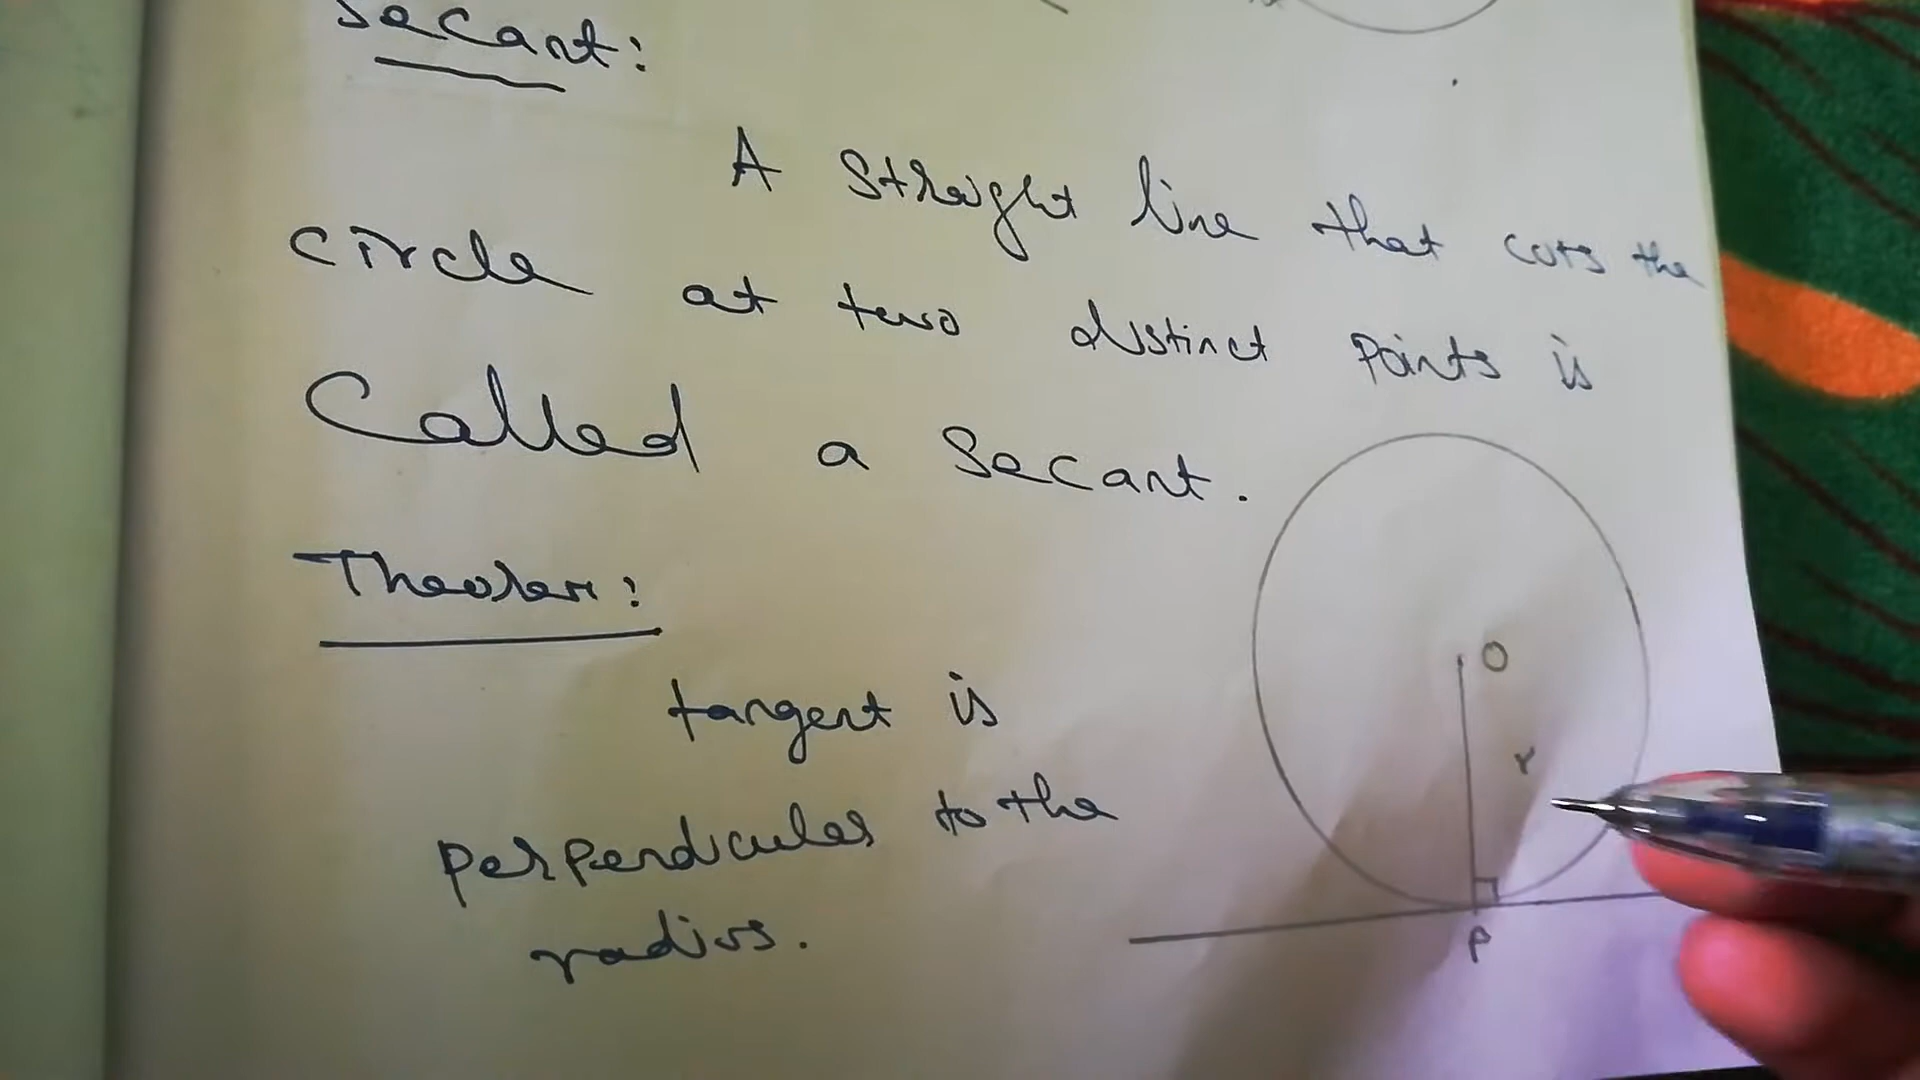 Secant:
A straight line that cuts the
circle at two distinct points is
Called a Secant.
Theorem:
tangent is
perpendicular to the
radius.
O
r
P